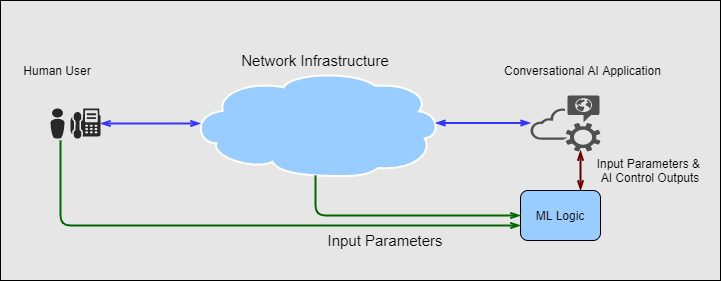 Network Infrastructure
Human User
Conversational AI Application
Input Parameters &
AI Control Outputs
ML Logic
Input Parameters